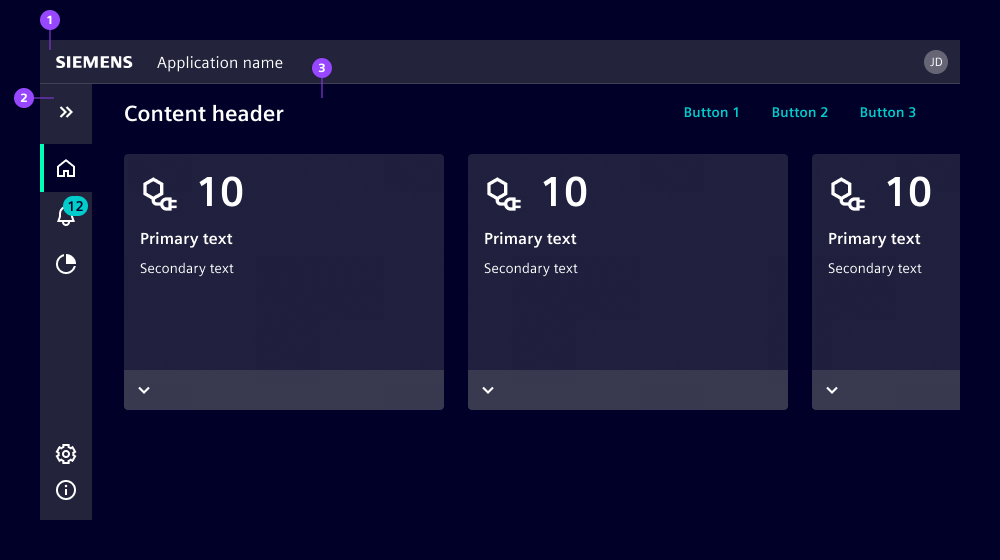 1
SIEMENS Application name JD
3
2
Content header Button 1 Button 2 Button 3
10 10 10
12
Primary text Primary text Primary text
Secondary text Secondary text Secondary text